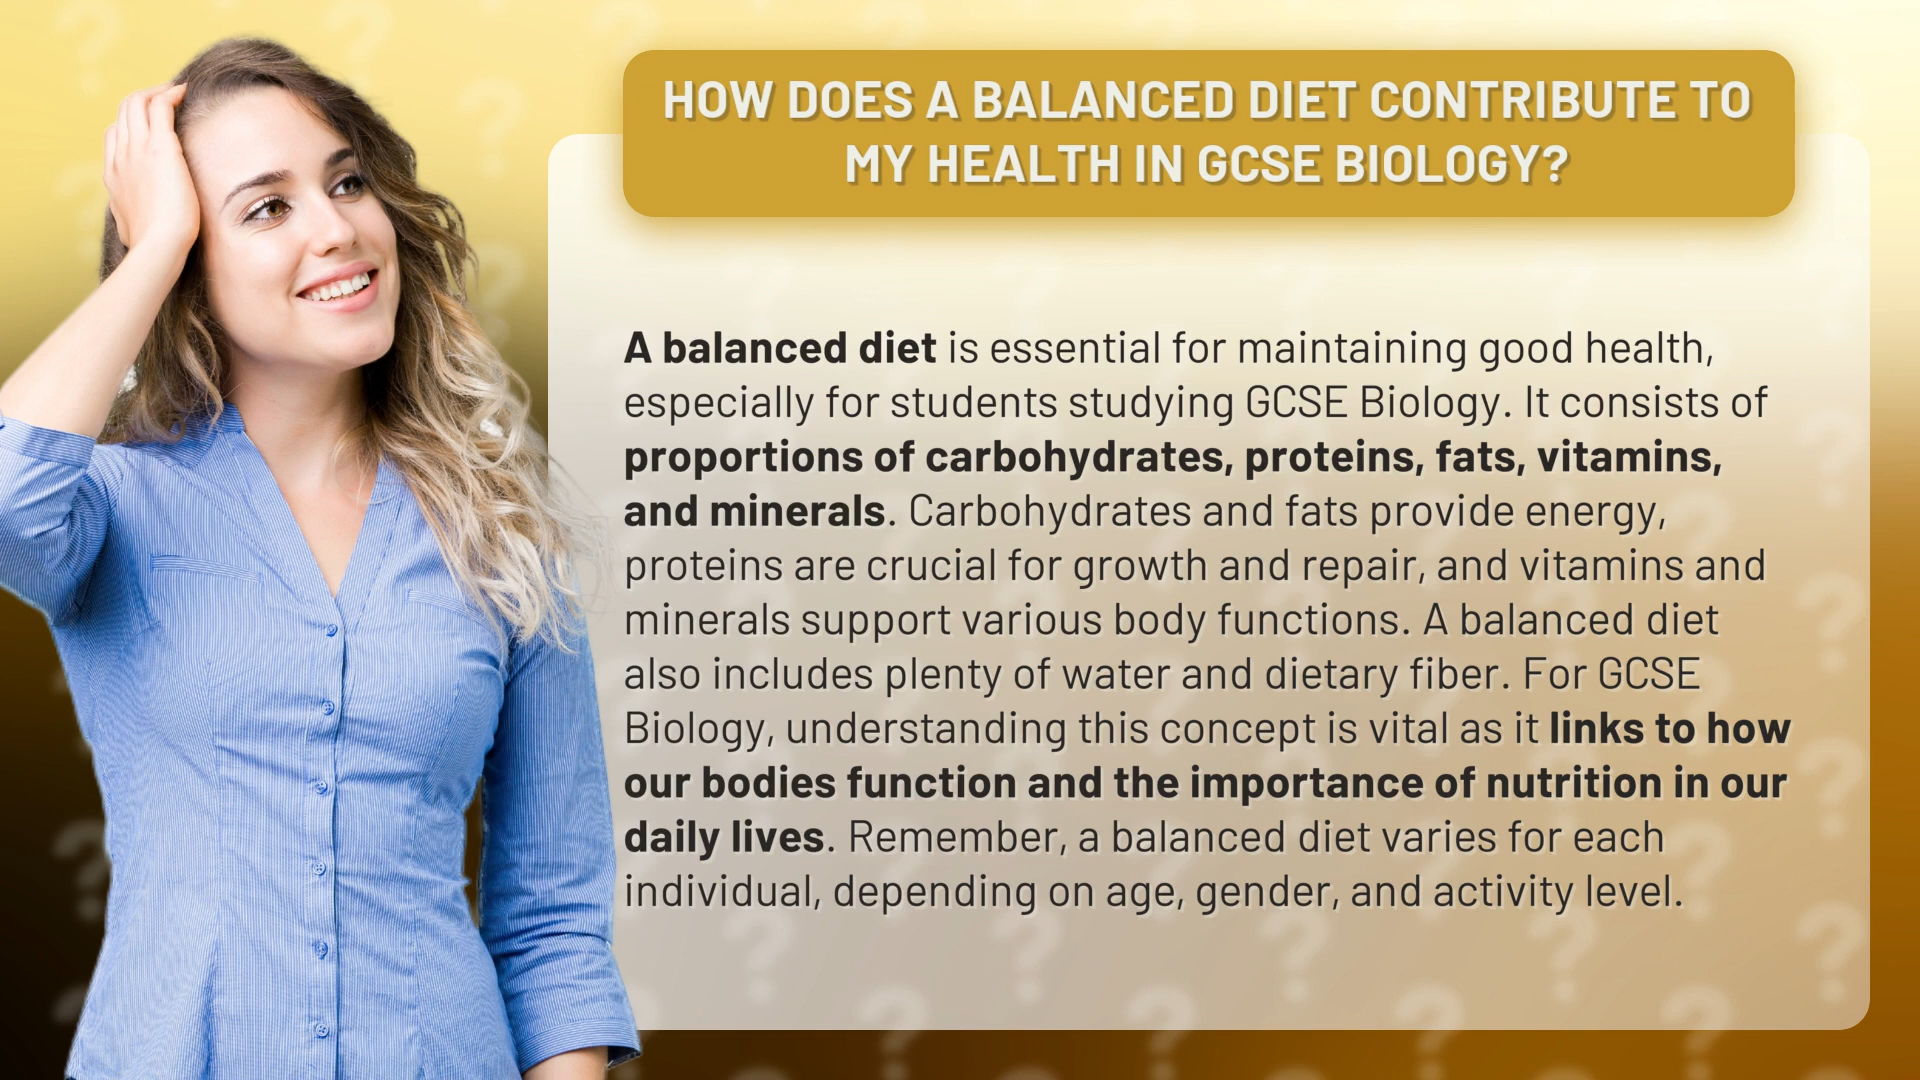 HOW DOES A BALANCED DIET CONTRIBUTE TO
MY HEALTH IN GCSE BIOLOGY?
A balanced diet is essential for maintaining good health,
especially for students studying GCSE Biology. It consists of
proportions of carbohydrates, proteins, fats, vitamins,
and minerals. Carbohydrates and fats provide energy,
proteins are crucial for growth and repair, and vitamins and
minerals support various body functions. A balanced diet
also includes plenty of water and dietary fiber. For GCSE
Biology, understanding this concept is vital as it links to how
our bodies function and the importance of nutrition in our
daily lives. Remember, a balanced diet varies for each
individual, depending on age, gender, and activity level.